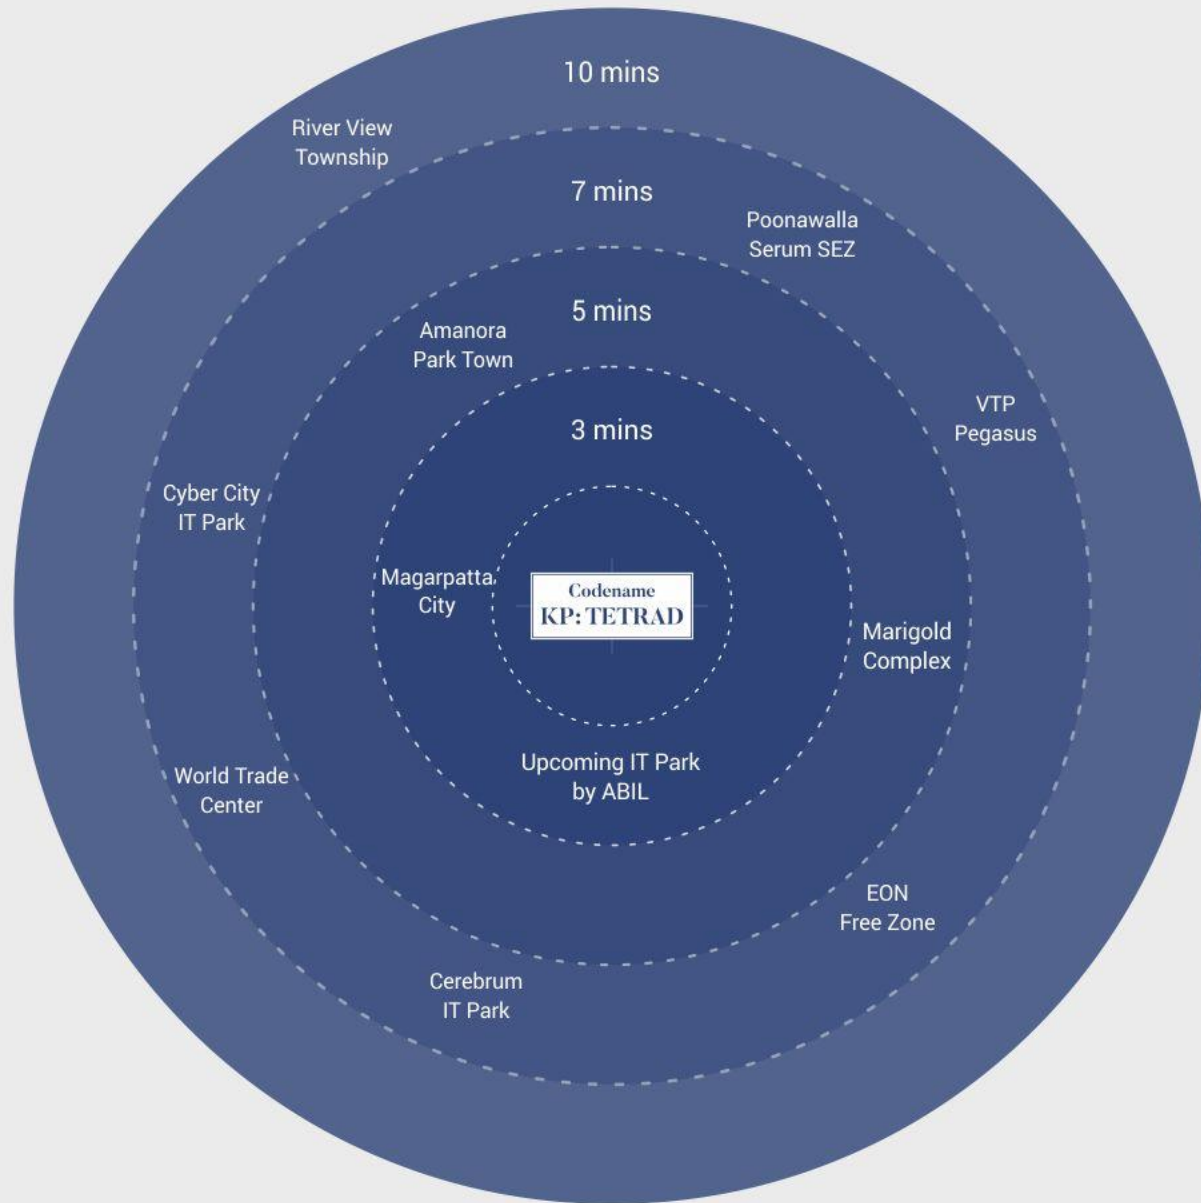 10 mins
River View
Township
7 mins
Poonawalla
Serum SEZ
5 mins
Amanora
Park Town
VTP
Pegasus
3 mins
Cyber City
IT Park
Magarpatta
City
Codename
KP: TETRAD
Marigold
Complex
Upcoming IT Park
by ABIL
World Trade
Center
EON
Free Zone
Cerebrum
IT Park